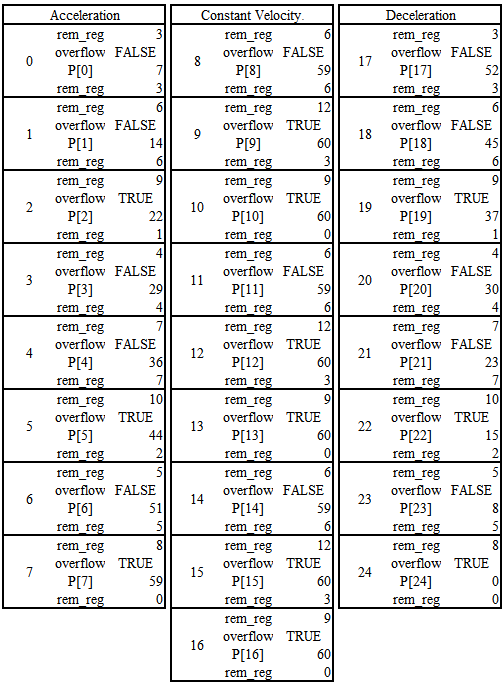 Acceleration
0
rem_reg 3
overflow FALSE
P[0] 7
rem_reg 3
1
rem_reg 6
overflow FALSE
P[1] 14
rem_reg 6
2
rem_reg 9
overflow TRUE
P[2] 22
rem_reg 1
3
rem_reg 4
overflow FALSE
P[3] 29
rem_reg 4
4
rem_reg 7
overflow FALSE
P[4] 36
rem_reg 7
5
rem_reg 10
overflow TRUE
P[5] 44
rem_reg 2
6
rem_reg 5
overflow FALSE
P[6] 51
rem_reg 5
7
rem_reg 8
overflow TRUE
P[7] 59
rem_reg 0
Constant Velocity.
8
rem_reg 6
overflow FALSE
P[8] 59
rem_reg 6
9
rem_reg 12
overflow TRUE
P[9] 60
rem_reg 3
10
rem_reg 9
overflow TRUE
P[10] 60
rem_reg 0
11
rem_reg 6
overflow FALSE
P[11] 59
rem_reg 6
12
rem_reg 12
overflow TRUE
P[12] 60
rem_reg 3
13
rem_reg 9
overflow TRUE
P[13] 60
rem_reg 0
14
rem_reg 6
overflow FALSE
P[14] 59
rem_reg 6
15
rem_reg 12
overflow TRUE
P[15] 60
rem_reg 3
16
rem_reg 9
overflow TRUE
P[16] 60
rem_reg 0
Deceleration
17
rem_reg 3
overflow FALSE
P[17] 52
rem_reg 3
18
rem_reg 6
overflow FALSE
P[18] 45
rem_reg 6
19
rem_reg 9
overflow TRUE
P[19] 37
rem_reg 1
20
rem_reg 4
overflow FALSE
P[20] 30
rem_reg 4
21
rem_reg 7
overflow FALSE
P[21] 23
rem_reg 7
22
rem_reg 10
overflow TRUE
P[22] 15
rem_reg 2
23
rem_reg 5
overflow FALSE
P[23] 8
rem_reg 5
24
rem_reg 8
overflow TRUE
P[24] 0
rem_reg 0